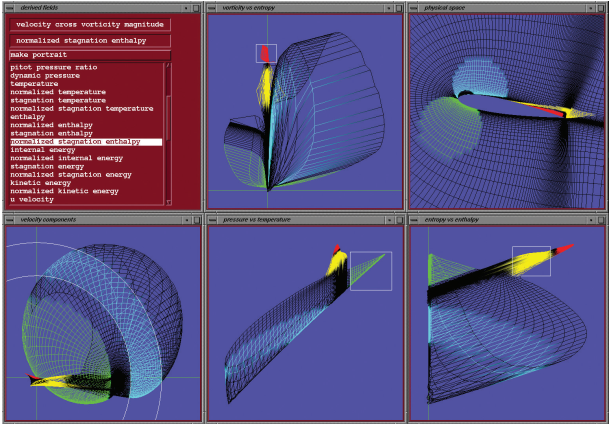 derived fields
velocity cross vorticity magnitude
normalized stagnation enthalpy
make portrait
pitot pressure ratio
dynamic pressure
temperature
normalized temperature
stagnation temperature
normalized stagnation temperature
enthalpy
normalized enthalpy
stagnation enthalpy
normalized stagnation enthalpy
internal energy
normalized internal energy
stagnation energy
normalized stagnation energy
kinetic energy
normalized kinetic energy
u velocity
vorticity vs entropy
physical space
velocity components
pressure vs temperature
entropy vs enthalpy